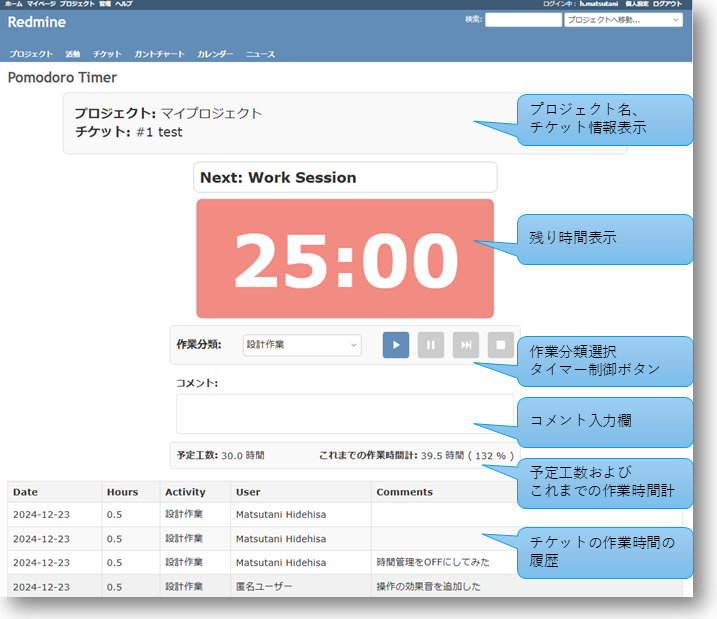 ホーム マイページ プロジェクト 管理 ヘルプ
ログイン中： h.matsutani 個人設定 ログアウト
Redmine
検索:
プロジェクトへ移動...
プロジェクト 活動 チケット ガントチャート カレンダー ニュース
Pomodoro Timer
プロジェクト: マイプロジェクト
チケット: #1 test
プロジェクト名、
チケット情報表示
Next: Work Session
25:00
残り時間表示
作業分類: 設計作業
作業分類選択
タイマー制御ボタン
コメント:
コメント入力欄
予定工数: 30.0 時間 これまでの作業時間計: 39.5 時間 ( 132 % )
予定工数および
これまでの作業時間計
Date Hours Activity User Comments
2024-12-23 0.5 設計作業 Matsutani Hidehisa
2024-12-23 0.5 設計作業 Matsutani Hidehisa
チケットの作業時間の
履歴
2024-12-23 0.5 設計作業 Matsutani Hidehisa 時間管理をOFFにしてみた
2024-12-23 0.5 設計作業 匿名ユーザー 操作の効果音を追加した